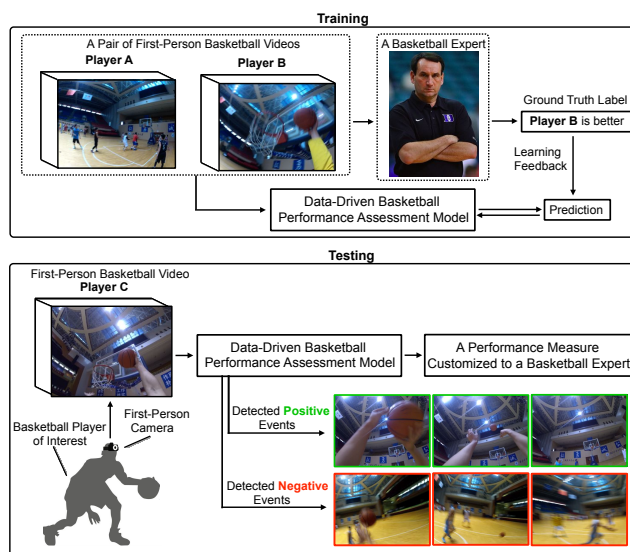 Training
A Pair of First-Person Basketball Videos
Player A
Player B
A Basketball Expert
Ground Truth Label
Player B is better
Learning
Feedback
Data-Driven Basketball
Performance Assessment Model
Prediction
Testing
First-Person Basketball Video
Player C
Data-Driven Basketball
Performance Assessment Model
A Performance Measure
Customized to a Basketball Expert
Basketball Player
of Interest
First-Person
Camera
Detected Positive
Events
Detected Negative
Events